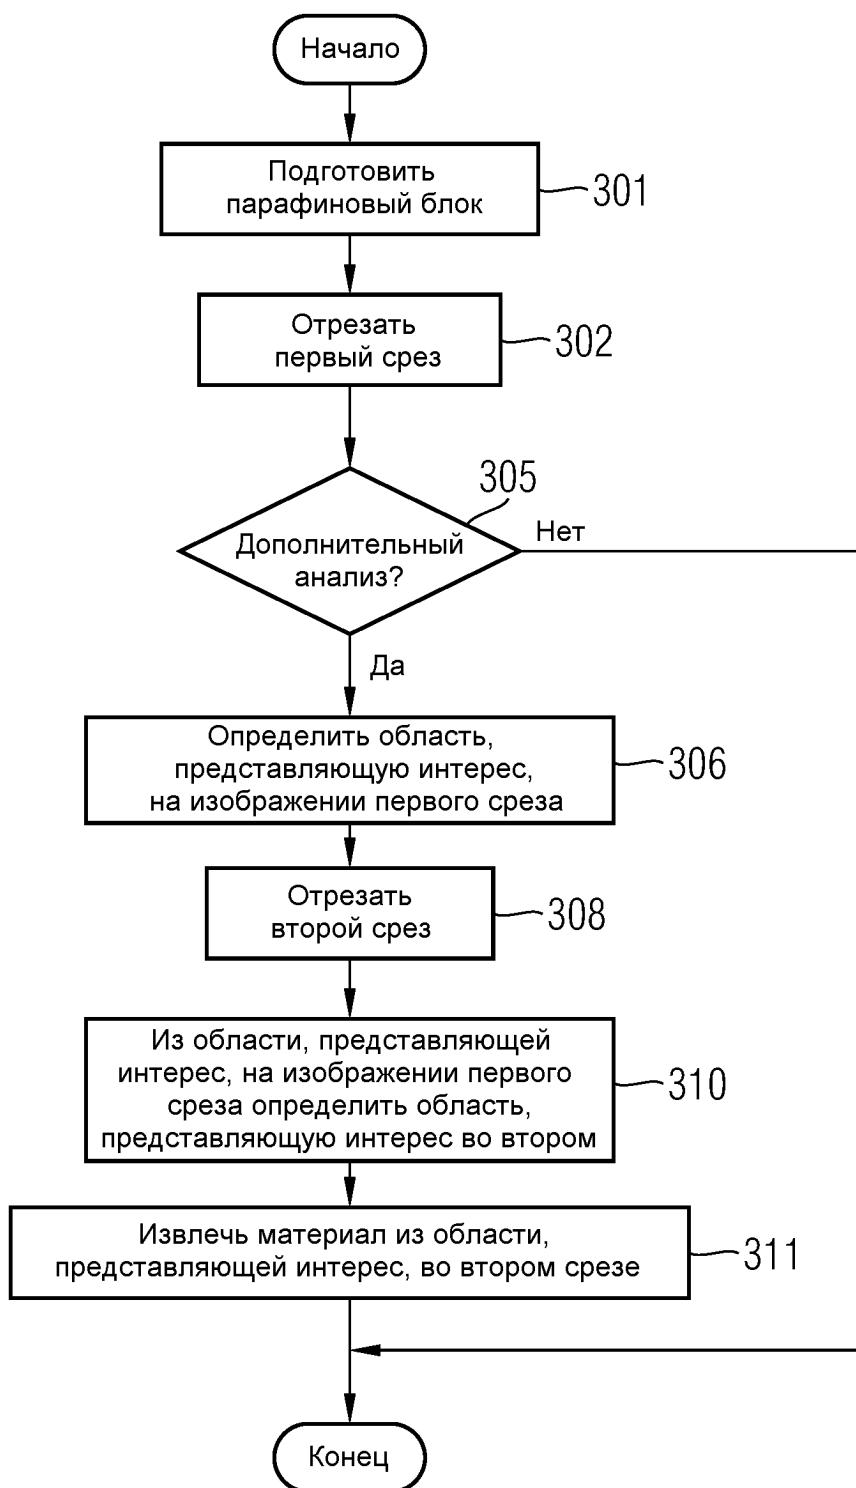 Начало
Подготовить
парафиновый блок
301
Отрезать
первый срез
302
305
Дополнительный
анализ?
Нет
Да
Определить область,
представляющую интерес,
на изображении первого среза
306
Отрезать
второй срез
308
Из области, представляющей
интерес, на изображении первого
среза определить область,
представляющую интерес во втором
310
Извлечь материал из области,
представляющей интерес, во втором срезе
311
Конец